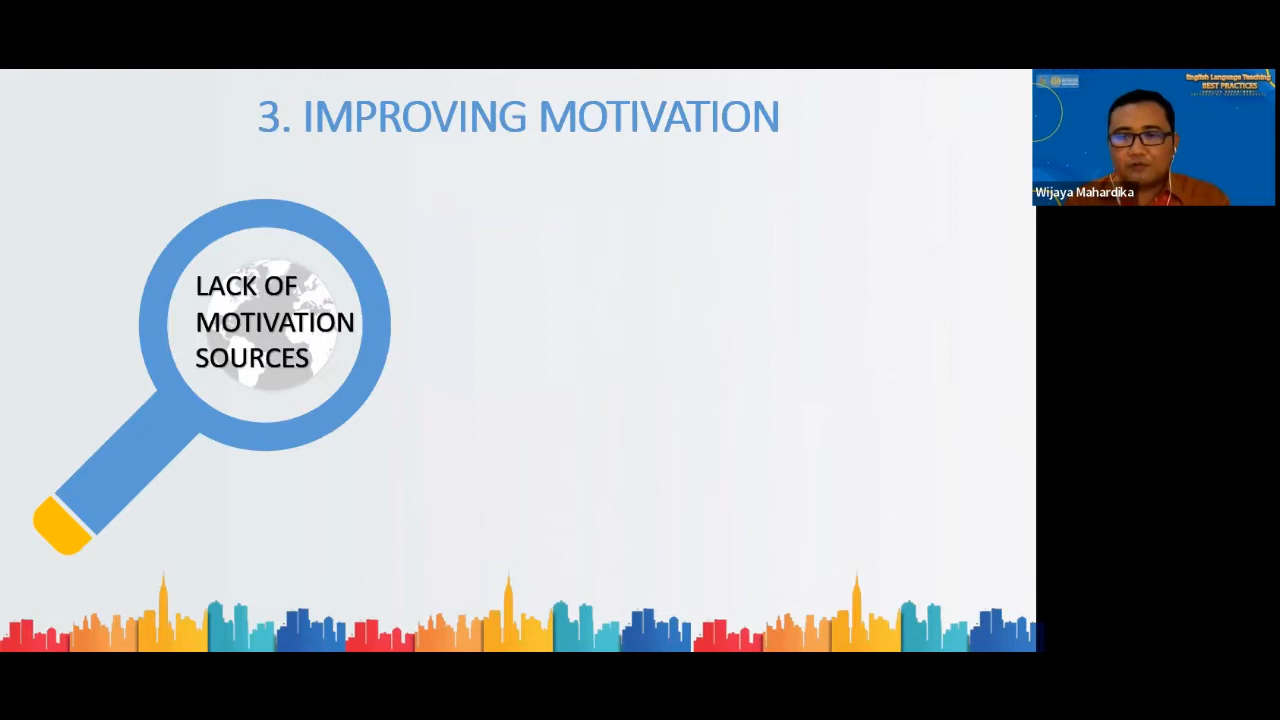 3. IMPROVING MOTIVATION
LACK OF
MOTIVATION
SOURCES
English Language Teaching
BEST PRACTICES
Wijaya Mahardika